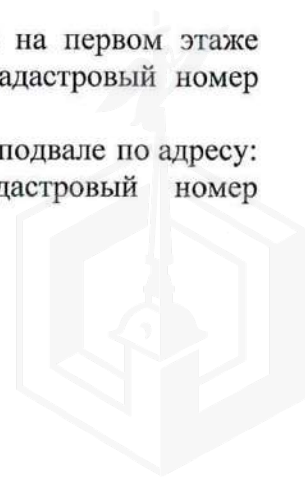 на первом этаже
адастровый номер
подвале по адресу:
дастровый номер